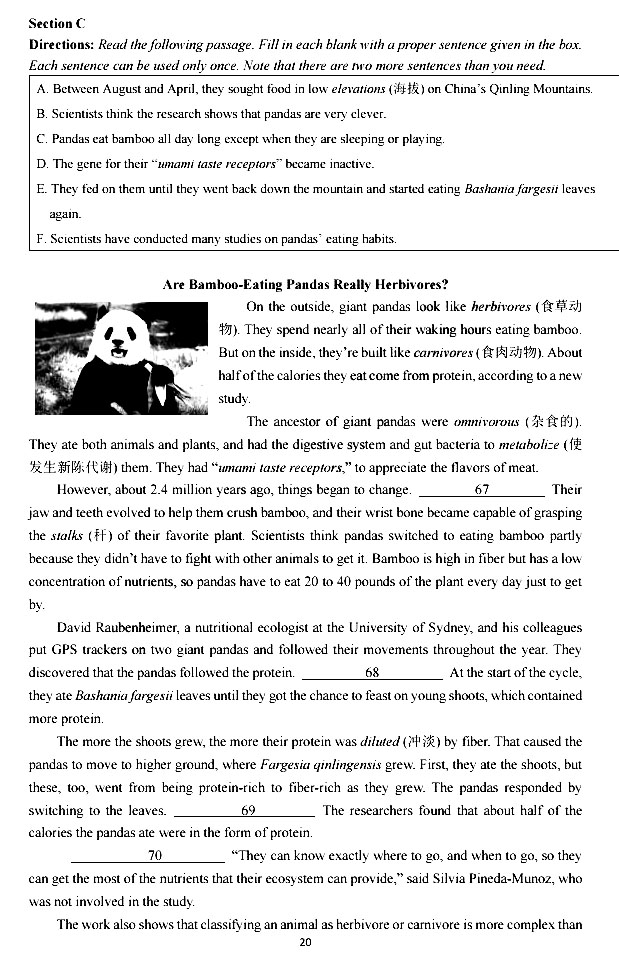 Section C
Directions: Read the following passage. Fill in each blank with a proper sentence given in the box.
Each sentence can be used only once. Note that there are two more sentences than you need.
A. Between August and April, they sought food in low elevations (海拔) on China's Qinling Mountains.
B. Scientists think the research shows that pandas are very clever.
C. Pandas eat bamboo all day long except when they are sleeping or playing.
D. The gene for their "umami taste receptors" became inactive.
E. They fed on them until they went back down the mountain and started eating Bashania fargesii leaves
again.
F. Scientists have conducted many studies on pandas' eating habits.
Are Bamboo-Eating Pandas Really Herbivores?
On the outside, giant pandas look like herbivores (食草动
物). They spend nearly all of their waking hours eating bamboo.
But on the inside, they're built like carnivores (食肉动物). About
half of the calories they eat come from protein, according to a new
study.
The ancestor of giant pandas were omnivorous (杂食的).
They ate both animals and plants, and had the digestive system and gut bacteria to metabolize (使
发生新陈代谢) them. They had "umami taste receptors," to appreciate the flavors of meat.
However, about 2.4 million years ago, things began to change. 67 Their
jaw and teeth evolved to help them crush bamboo, and their wrist bone became capable of grasping
the stalks (秆) of their favorite plant. Scientists think pandas switched to eating bamboo partly
because they didn't have to fight with other animals to get it. Bamboo is high in fiber but has a low
concentration of nutrients, so pandas have to eat 20 to 40 pounds of the plant every day just to get
by.
David Raubenheimer, a nutritional ecologist at the University of Sydney, and his colleagues
put GPS trackers on two giant pandas and followed their movements throughout the year. They
discovered that the pandas followed the protein. 68 At the start of the cycle,
they ate Bashania fargesii leaves until they got the chance to feast on young shoots, which contained
more protein.
The more the shoots grew, the more their protein was diluted (冲淡) by fiber. That caused the
pandas to move to higher ground, where Fargesia qinlingensis grew. First, they ate the shoots, but
these, too, went from being protein-rich to fiber-rich as they grew. The pandas responded by
switching to the leaves. 69 The researchers found that about half of the
calories the pandas ate were in the form of protein.
70 "They can know exactly where to go, and when to go, so they
can get the most of the nutrients that their ecosystem can provide," said Silvia Pineda-Munoz, who
was not involved in the study.
The work also shows that classifying an animal as herbivore or carnivore is more complex than
20